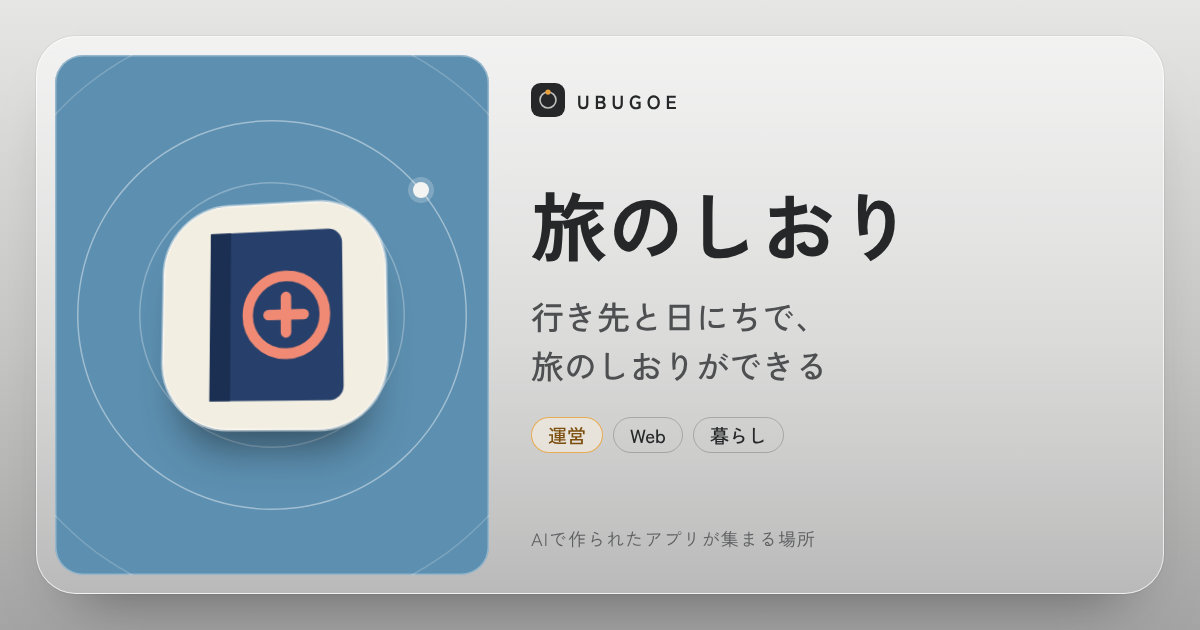 UBUGOE
旅のしおり
行き先と日にちで、
旅のしおりができる
運営
Web
暮らし
AIで作られたアプリが集まる場所